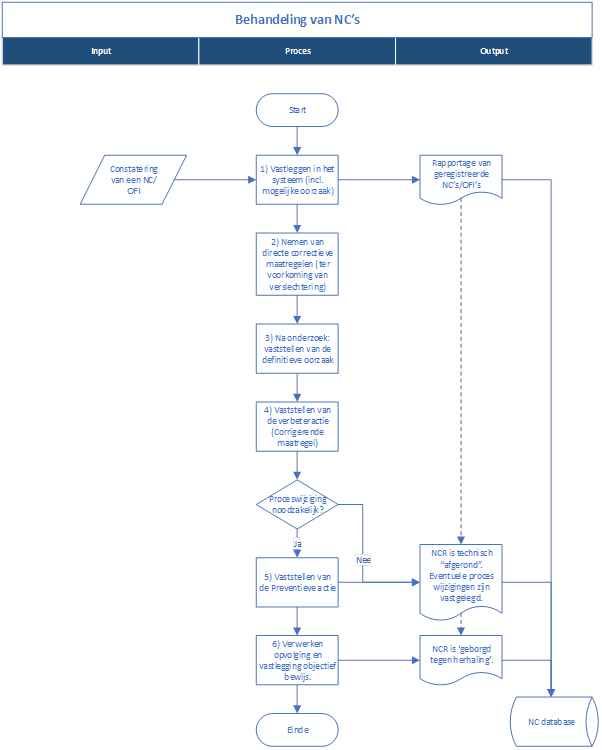 Behandeling van NC's
Input
Proces
Output
Start
Constatering
van een NC/
OFI
1) Vastleggen in het
systeem (incl.
mogelijke oorzaak)
Rapportage van
geregistreerde
NC's/OFI's
2) Nemen van
directe correctieve
maatregelen (ter
voorkoming van
verslechtering)
3) Na onderzoek:
vaststellen van de
definitieve oorzaak
4) Vaststellen van
de verbeteractie
(Corrigerende
maatregel)
Proceswijziging
noodzakelijk?
Ja
Nee
NCR is technisch
"afgerond".
Eventuele proces
wijzigingen zijn
vastgelegd.
5) Vaststellen van
de Preventieve actie
6) Verwerken
opvolging en
vastlegging objectief
bewijs.
NCR is 'geborgd
tegen herhaling'.
Einde
NC database